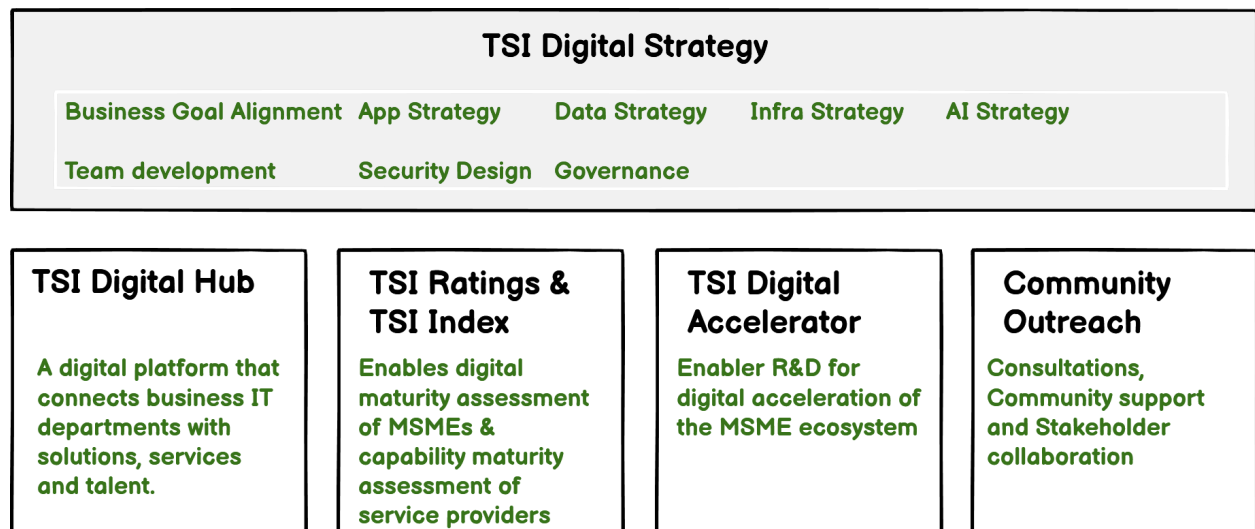 TSI Digital Strategy
Business Goal Alignment App Strategy Data Strategy Infra Strategy AI Strategy
Team development Security Design Governance
TSI Digital Hub
A digital platform that
connects business IT
departments with
solutions, services
and talent.
TSI Ratings &
TSI Index
Enables digital
maturity assessment
of MSMEs &
capability maturity
assessment of
service providers
TSI Digital
Accelerator
Enabler R&D for
digital acceleration of
the MSME ecosystem
Community
Outreach
Consultations,
Community support
and Stakeholder
collaboration